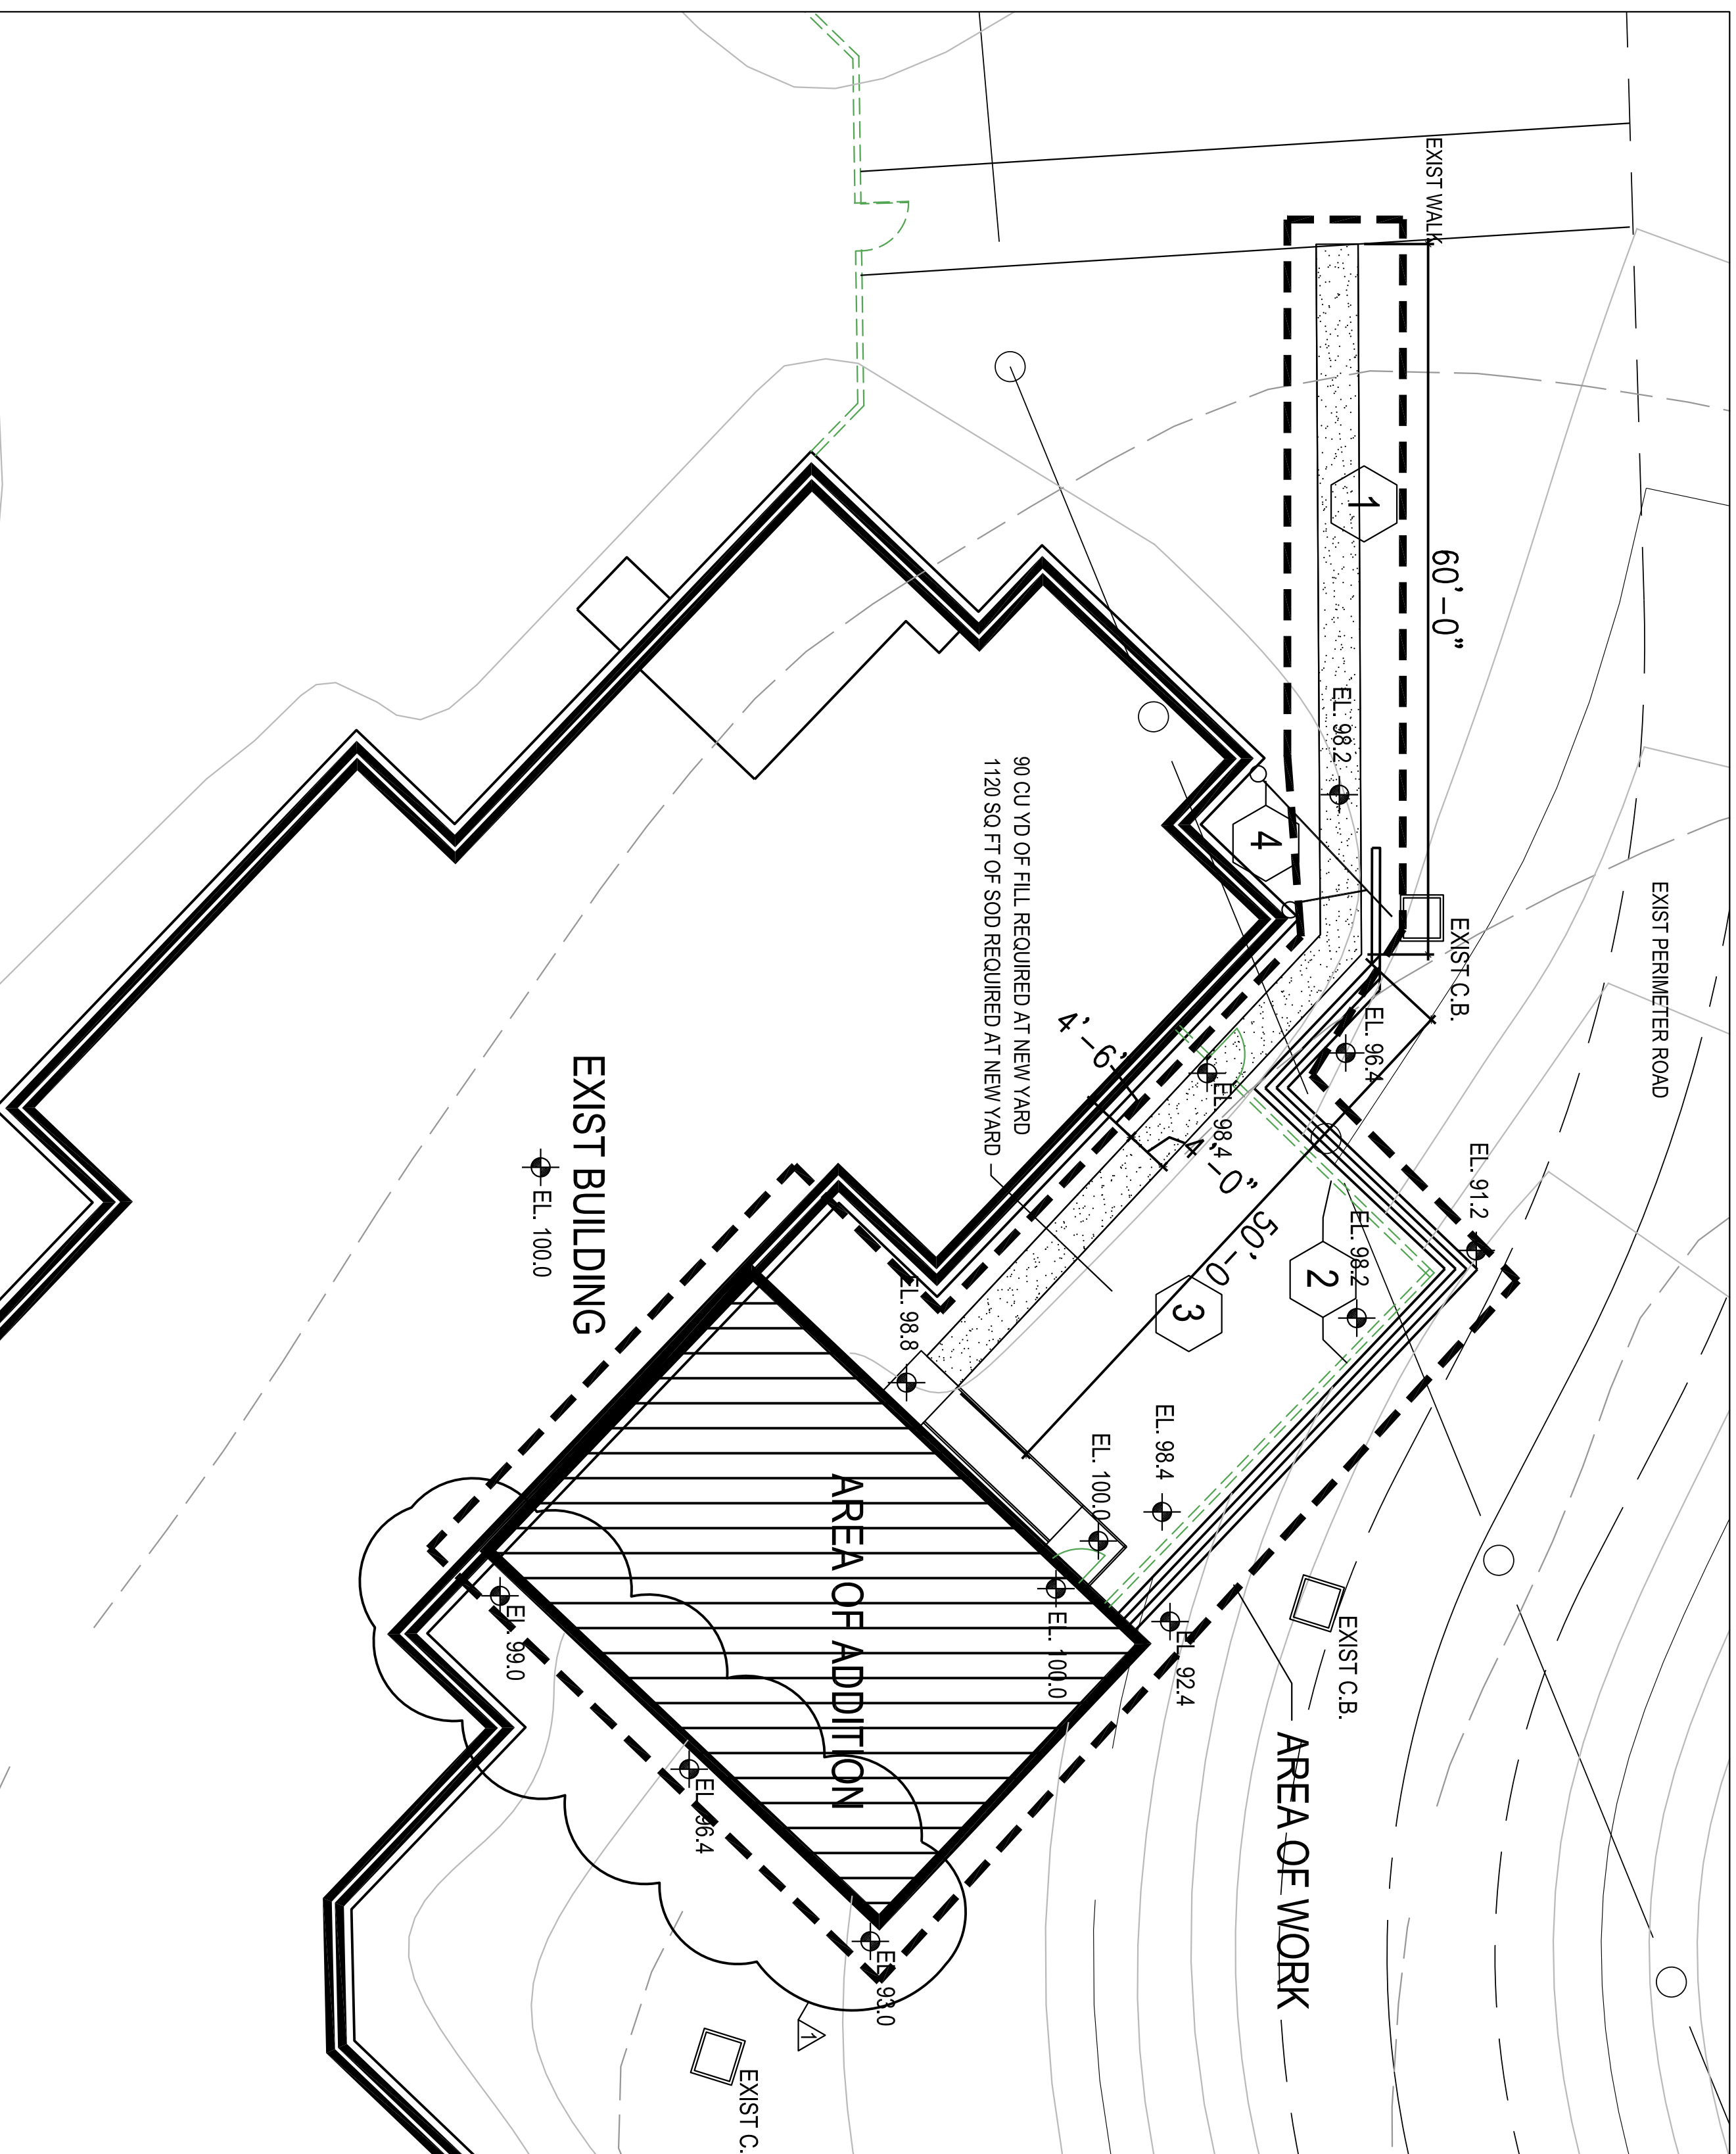 EXIST WALK
60'-0"
1
EL. 98.2
4
EXIST C.B.
EXIST PERIMETER ROAD
EL. 96.4
90 CU YD OF FILL REQUIRED AT NEW YARD
1120 SQ FT OF SOD REQUIRED AT NEW YARD
4'-6"
EL. 98.4
4'-0"
50'-0"
EL. 91.2
EL. 98.2
2
3
EXIST BUILDING
EL. 100.0
EL. 98.8
EL. 98.4
EL. 100.0
AREA OF ADDITION
EL. 100.0
EL. 92.4
EXIST C.B.
AREA OF WORK
EL. 99.0
EL. 96.4
EL. 93.0
1
EXIST C.